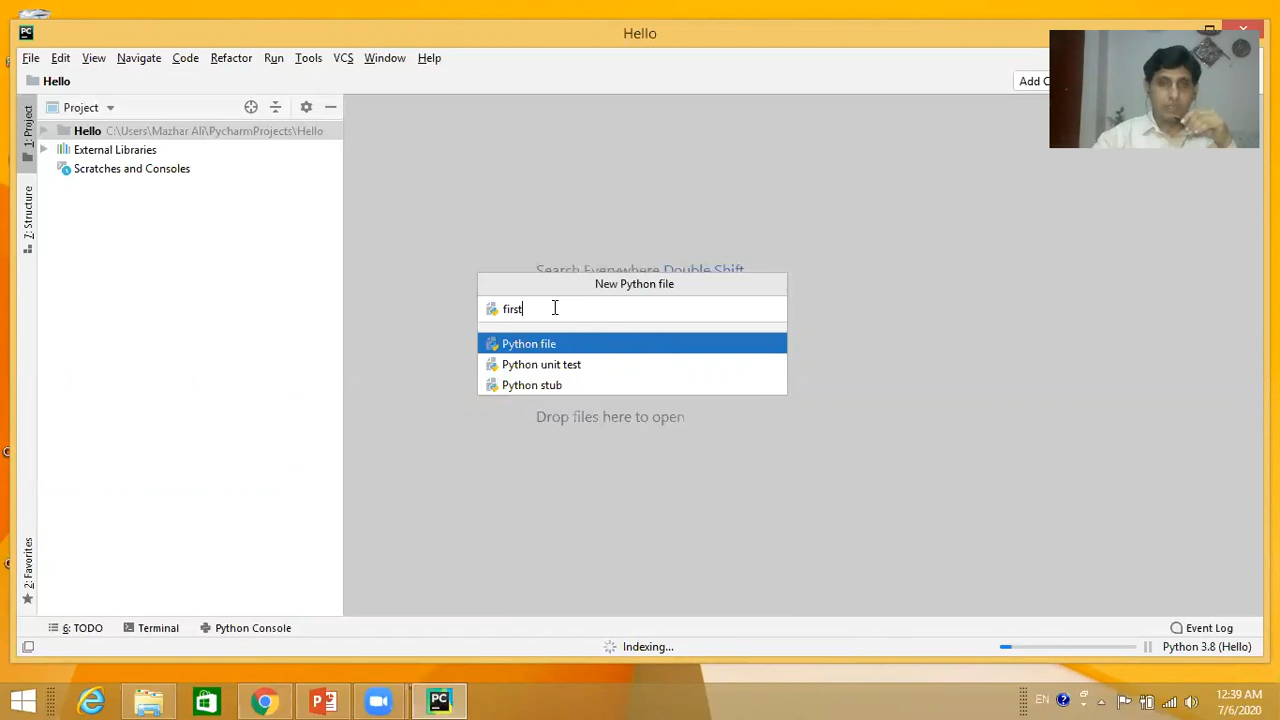 Hello
File Edit View Navigate Code Refactor Run Tools VCS Window Help
Hello
Add C
1: Project
Project
Hello C:\Users\Mazhar Ali\PycharmProjects\Hello
External Libraries
Scratches and Consoles
7: Structure
Search Everywhere Double Shift
New Python file
first
Python file
Python unit test
Python stub
Drop files here to open
2: Favorites
6: TODO Terminal Python Console Event Log
Indexing... Python 3.8 (Hello)
EN 12:39 AM
7/6/2020